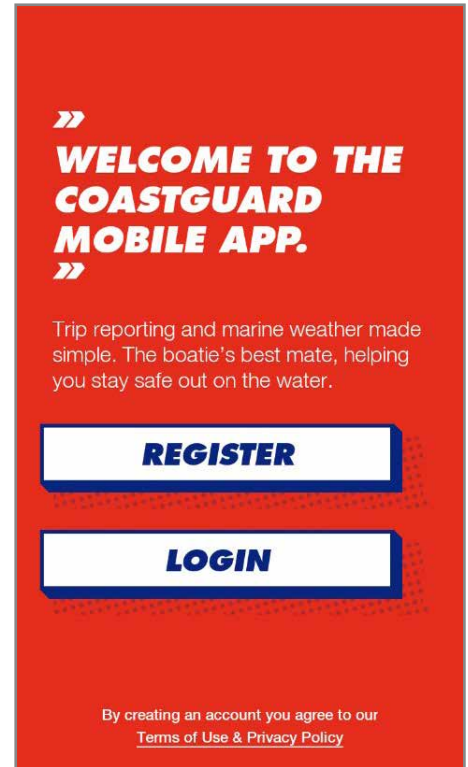 »
WELCOME TO THE
COASTGUARD
MOBILE APP.
»
Trip reporting and marine weather made
simple. The boatie's best mate, helping
you stay safe out on the water.
REGISTER
LOGIN
By creating an account you agree to our
Terms of Use & Privacy Policy